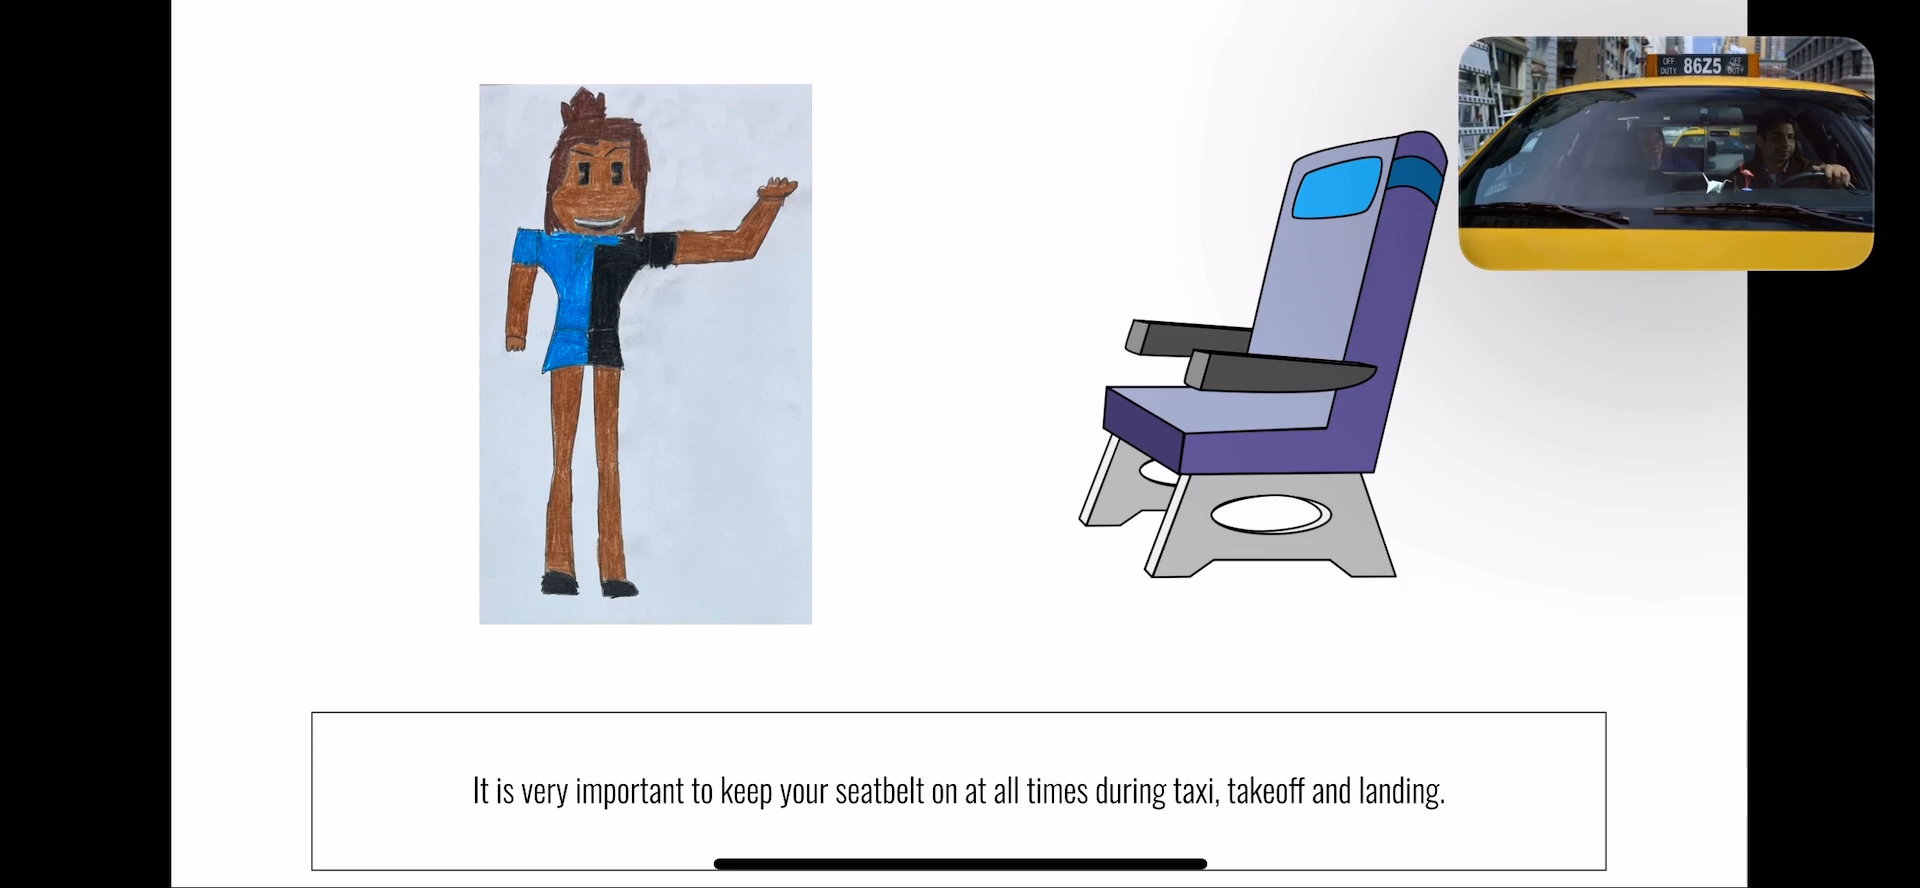 OFF DUTY 86Z5 OFF DUTY
It is very important to keep your seatbelt on at all times during taxi, takeoff and landing.